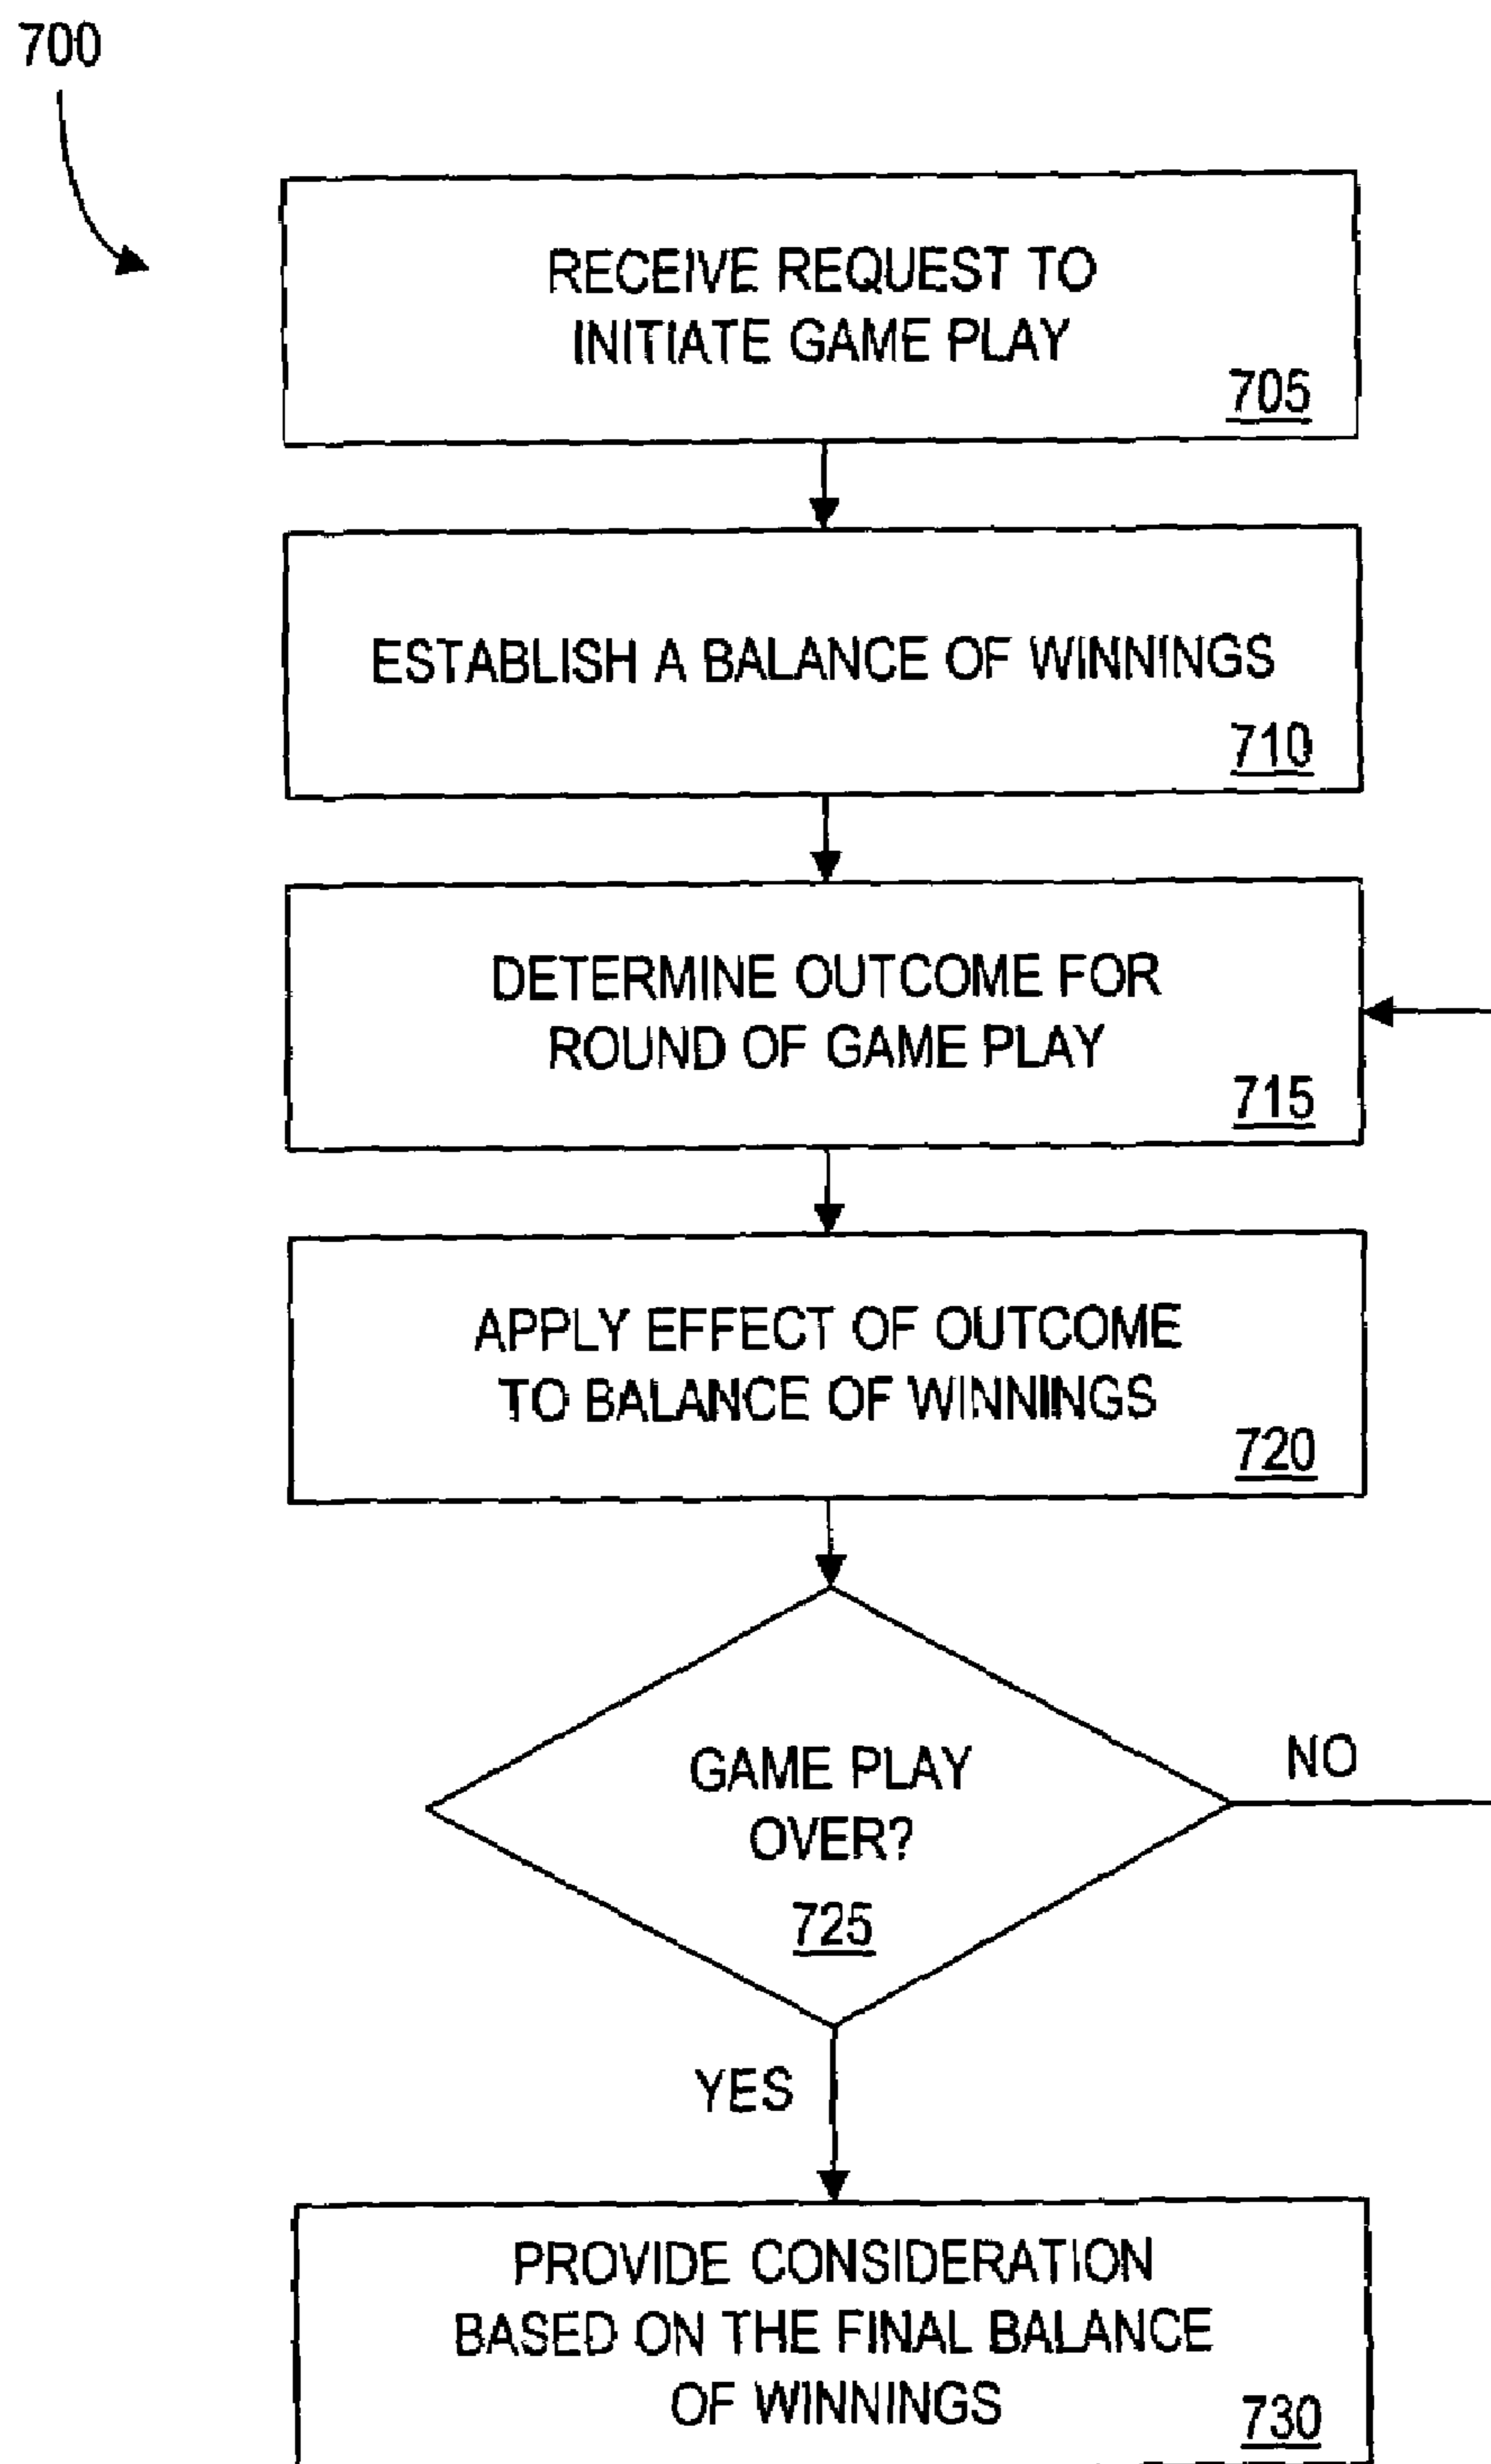 700
RECEIVE REQUEST TO
INITIATE GAME PLAY
705
ESTABLISH A BALANCE OF WINNINGS
710
DETERMINE OUTCOME FOR
ROUND OF GAME PLAY
715
APPLY EFFECT OF OUTCOME
TO BALANCE OF WINNINGS
720
GAME PLAY
OVER?
725
NO
YES
PROVIDE CONSIDERATION
BASED ON THE FINAL BALANCE
OF WINNINGS
730